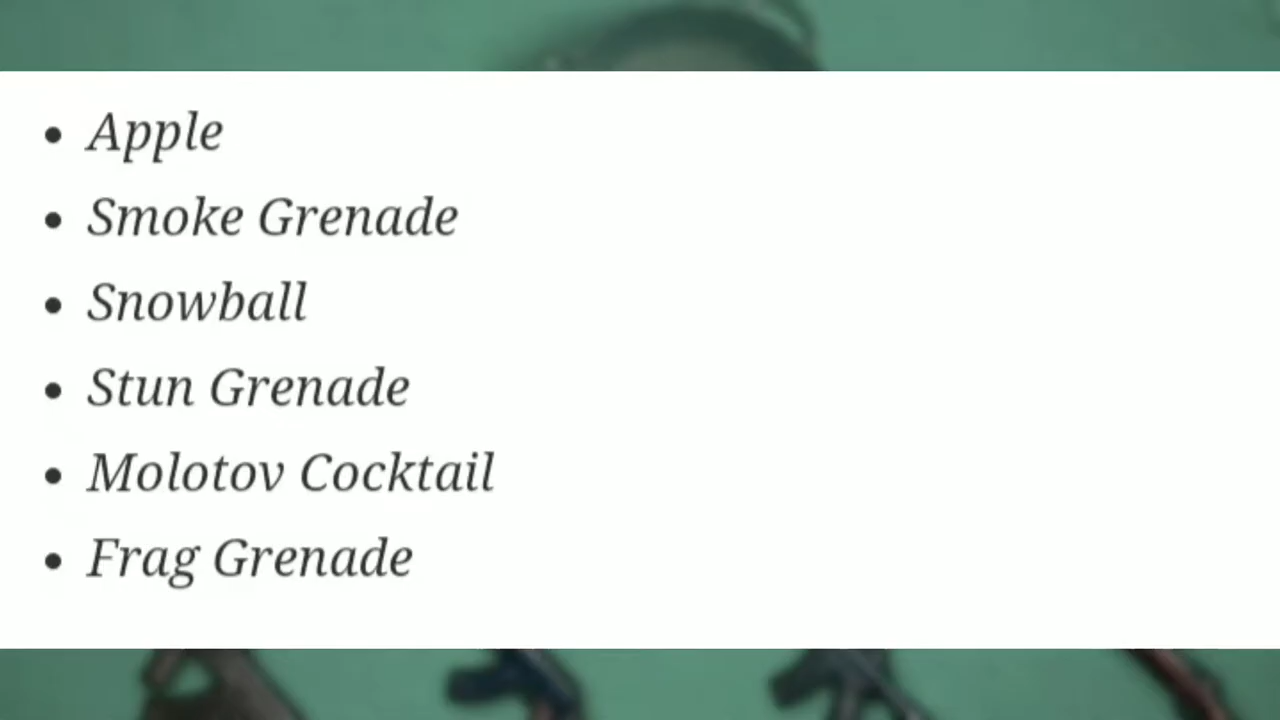 • Apple
• Smoke Grenade
• Snowball
• Stun Grenade
• Molotov Cocktail
• Frag Grenade